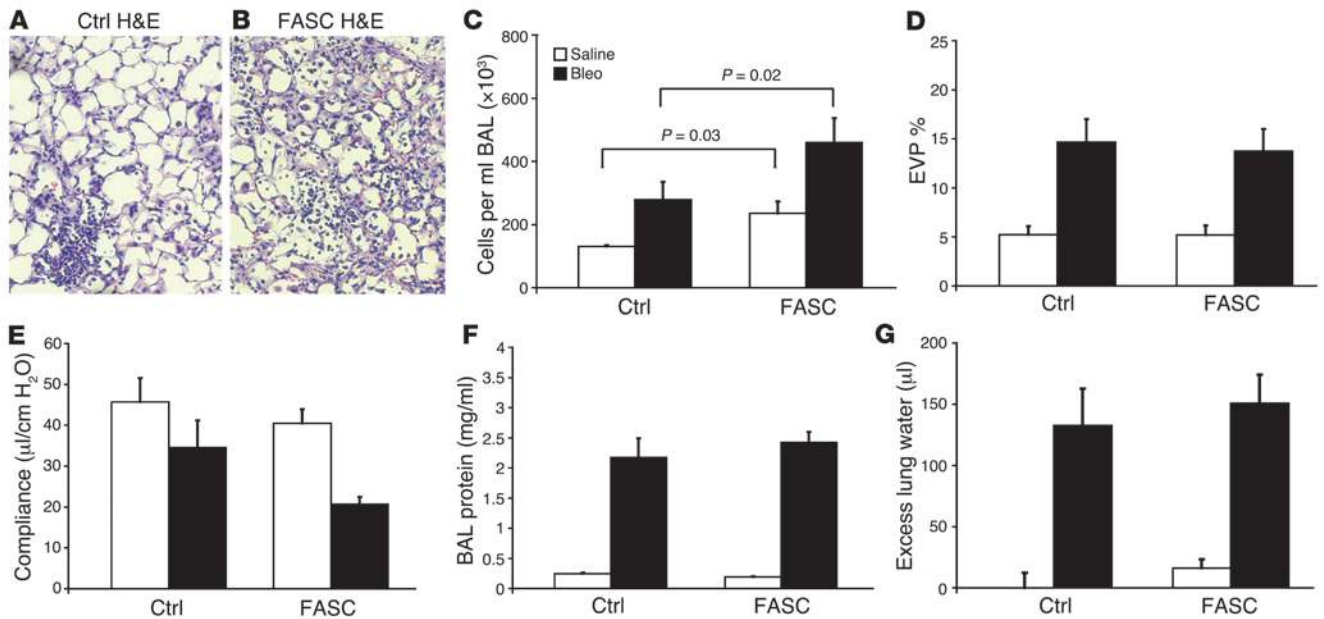 A
Ctrl H&E
B
FASC H&E
C
Cells per ml BAL (×10³)
800
600
400
200
0
Saline
Bleo
P = 0.02
P = 0.03
Ctrl
FASC
D
EVP %
25
20
15
10
5
0
Ctrl
FASC
E
Compliance (μl/cm H₂O)
60
50
40
30
20
10
0
Ctrl
FASC
F
BAL protein (mg/ml)
4
3.5
3
2.5
2
1.5
1
0.5
0
Ctrl
FASC
G
Excess lung water (μl)
200
150
100
50
0
Ctrl
FASC